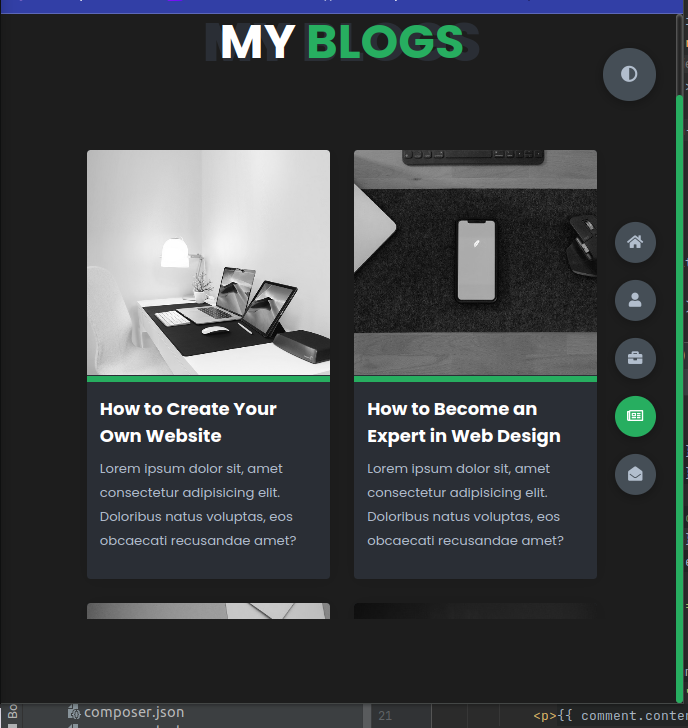 MY BLOGS
How to Create Your
Own Website
Lorem ipsum dolor sit, amet
consectetur adipisicing elit.
Doloribus natus voluptas, eos
obcaecati recusandae amet?
How to Become an
Expert in Web Design
Lorem ipsum dolor sit, amet
consectetur adipisicing elit.
Doloribus natus voluptas, eos
obcaecati recusandae amet?
Bo
composer.json
21
<p>{{ comment.conten